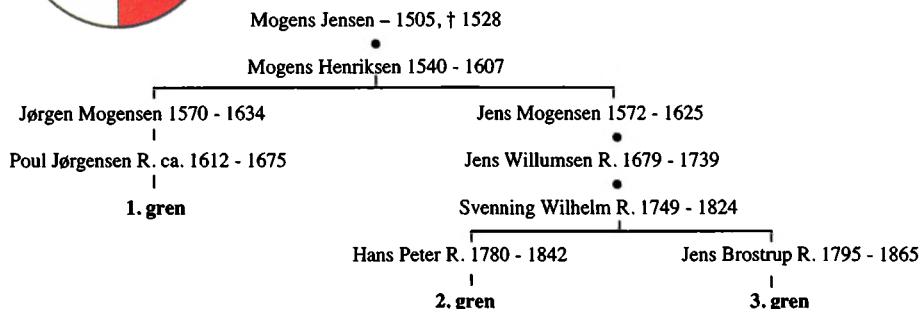 Mogens Jensen – 1505, † 1528
Mogens Henriksen 1540 - 1607
Jørgen Mogensen 1570 - 1634
Jens Mogensen 1572 - 1625
Poul Jørgensen R. ca. 1612 - 1675
Jens Willumsen R. 1679 - 1739
1. gren
Svenning Wilhelm R. 1749 - 1824
Hans Peter R. 1780 - 1842
Jens Brostrup R. 1795 - 1865
2. gren
3. gren